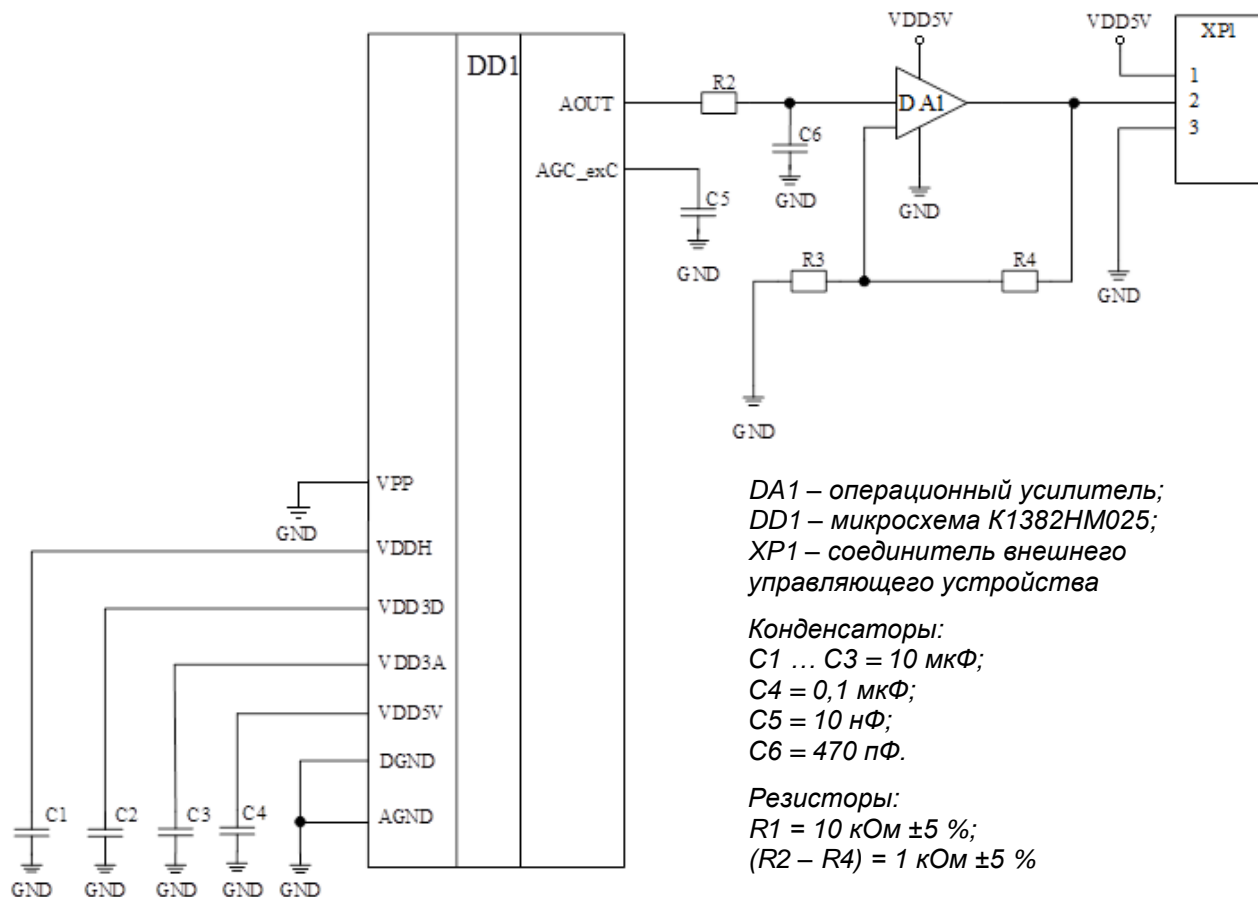 VDD5V
VDD5V
XP1
DD1
R2
DA1
1
AOUT
2
3
C6
AGC_exC
GND
GND
C5
GND
R3
R4
GND
GND
VPP
GND
DA1 – операционный усилитель;
DD1 – микросхема К1382НМ025;
VDDH
XP1 – соединитель внешнего
управляющего устройства
VDD3D
Конденсаторы:
C1 … C3 = 10 мкФ;
VDD3A
C4 = 0,1 мкФ;
VDD5V
C5 = 10 нФ;
C6 = 470 пФ.
DGND
Резисторы:
C1
C2
C3
C4
AGND
R1 = 10 кОм ±5 %;
(R2 – R4) = 1 кОм ±5 %
GND
GND
GND
GND
GND